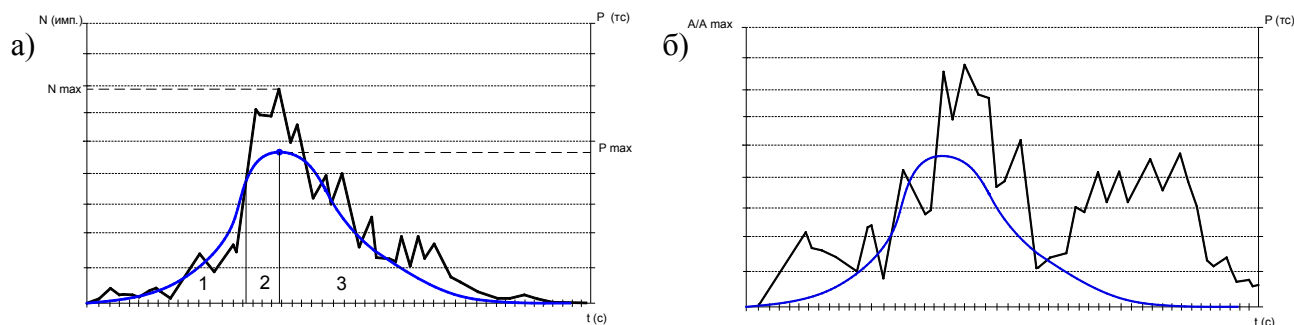 а)
N (имп.)
P (тс)
N max
P max
1
2
3
t (с)
б)
A/A max
P (тс)
t (с)